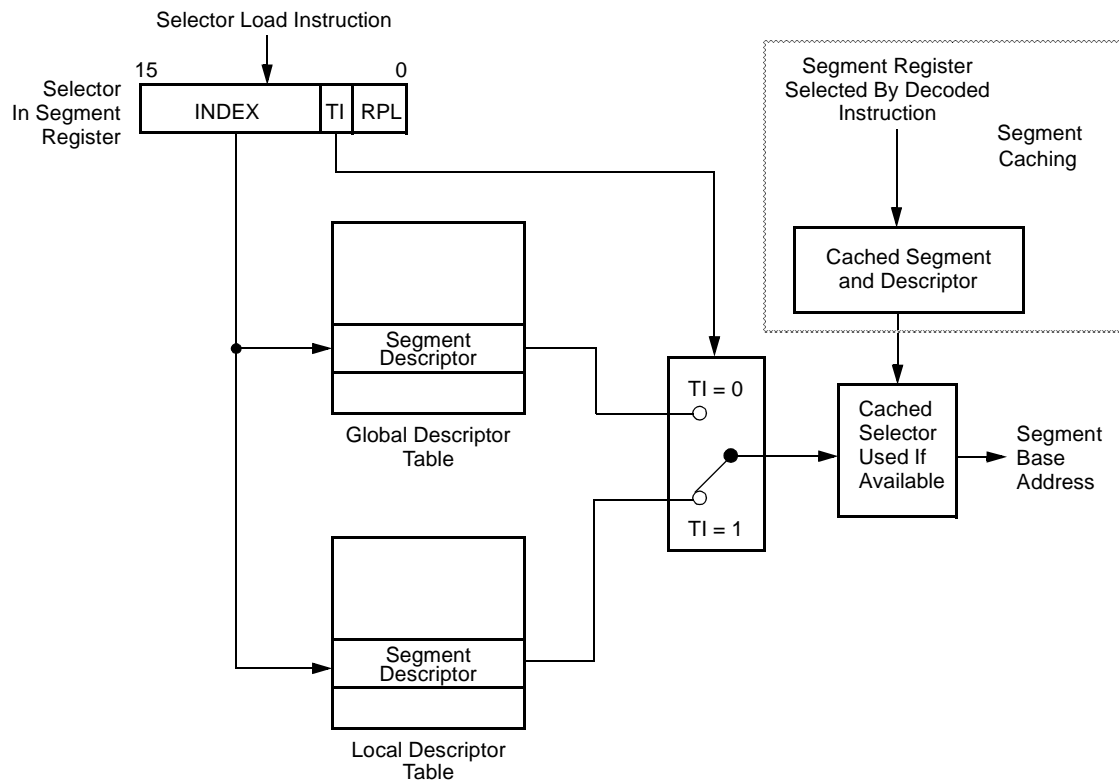 Selector Load Instruction
15
0
Selector
In Segment
Register
INDEX
TI
RPL
Segment Register
Selected By Decoded
Instruction
Segment
Caching
Cached Segment
and Descriptor
Segment
Descriptor
Global Descriptor
Table
TI = 0
TI = 1
Cached
Selector
Used If
Available
Segment
Base
Address
Segment
Descriptor
Local Descriptor
Table